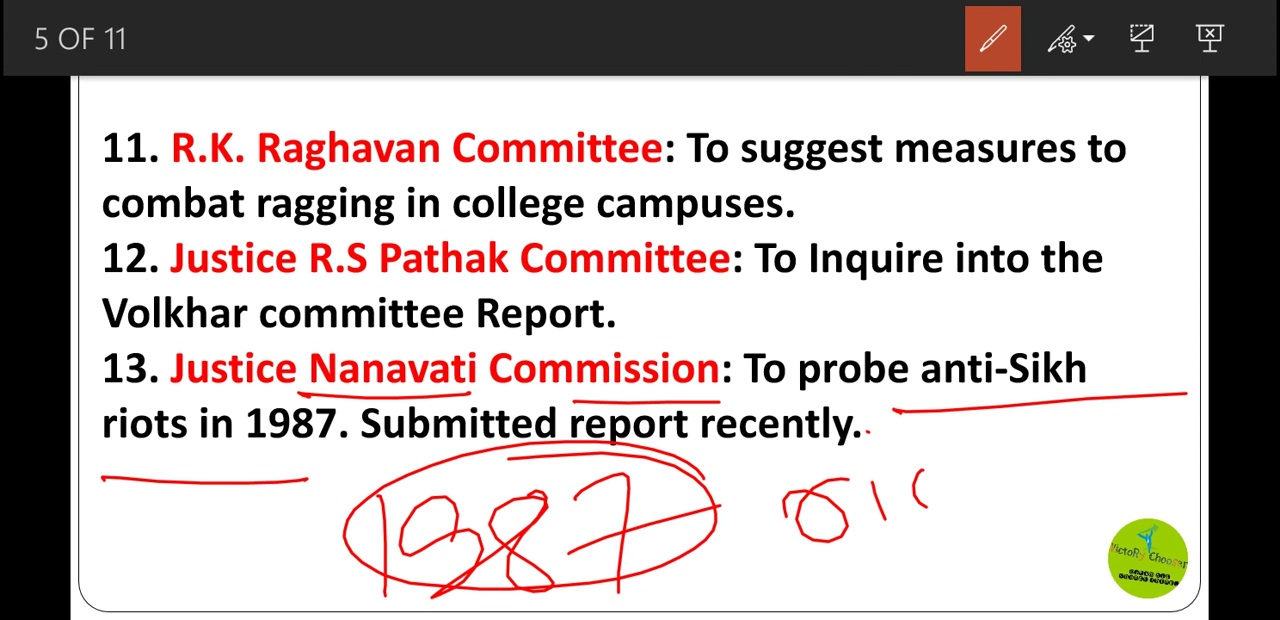 5 OF 11
11. R.K. Raghavan Committee: To suggest measures to
combat ragging in college campuses.
12. Justice R.S Pathak Committee: To Inquire into the
Volkhar committee Report.
13. Justice Nanavati Commission: To probe anti-Sikh
riots in 1987. Submitted report recently.
1987
VictoRy Chooser